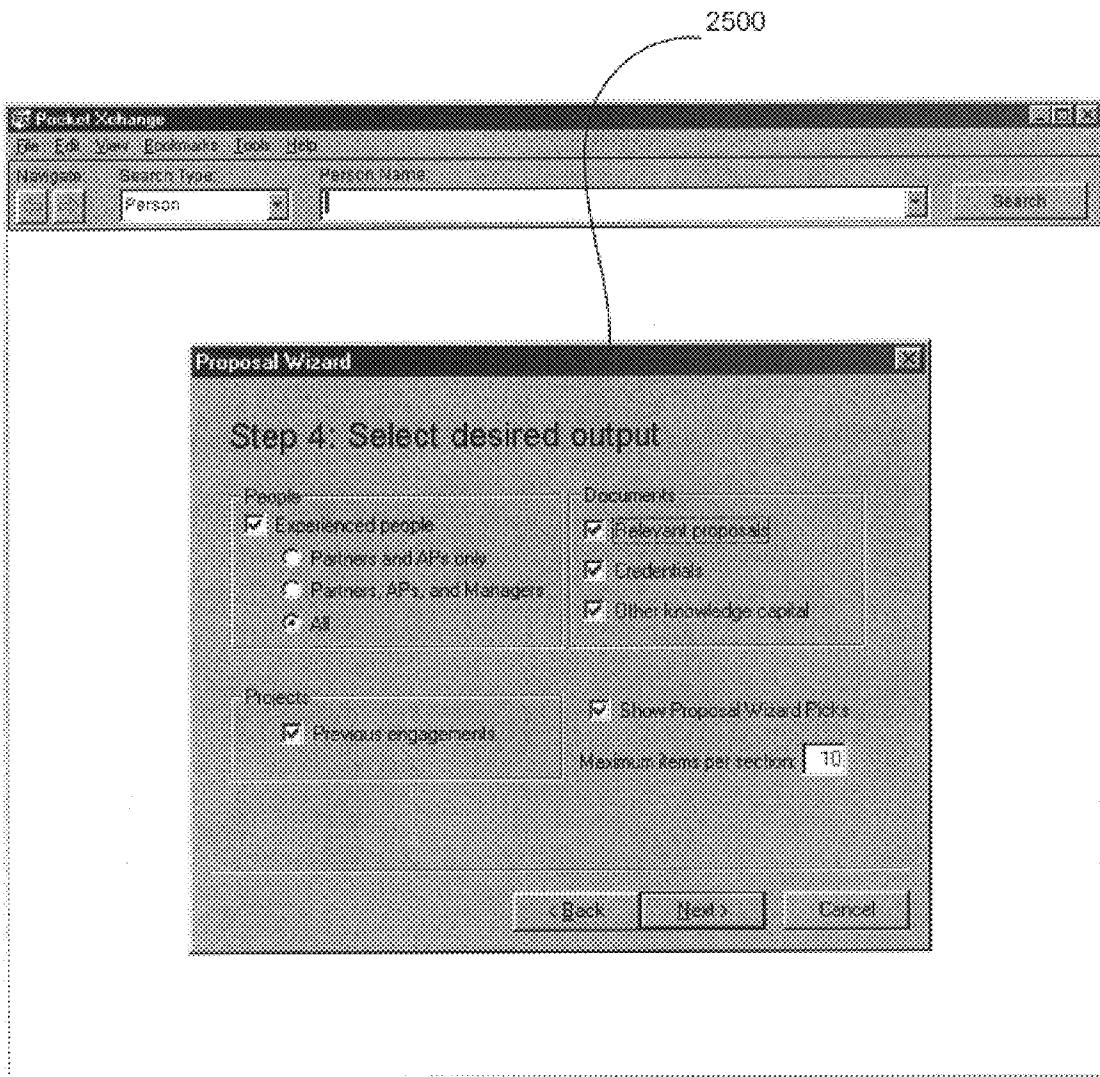 2500
Pocket Xchange
File Edit View Bookmarks Tools Help
Navigate: Search Type: Person Name:
Person Search
Proposal Wizard
Step 4: Select desired output
People
Experienced people
Partners and APs only
Partners, APs, and Managers
All
Documents
Relevent proposals
Credentials
Other knowledge capital
Projects
Previous engagements
Show Proposal Wizard Picks
Maximum items per section: 10
< Back Next > Cancel